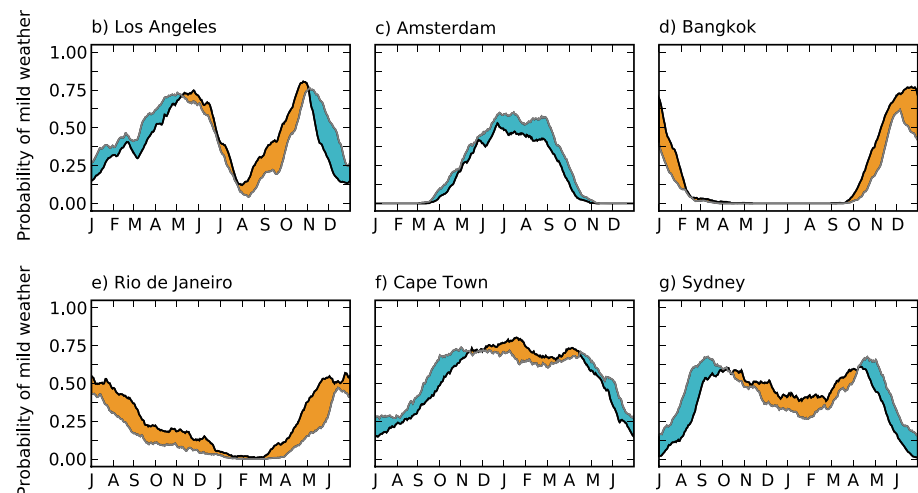 b) Los Angeles
c) Amsterdam
d) Bangkok
Probability of mild weather
1.00
0.75
0.50
0.25
0.00
J F M A M J J A S O N D
J F M A M J J A S O N D
J F M A M J J A S O N D
e) Rio de Janeiro
f) Cape Town
g) Sydney
Probability of mild weather
1.00
0.75
0.50
0.25
0.00
J A S O N D J F M A M J
J A S O N D J F M A M J
J A S O N D J F M A M J